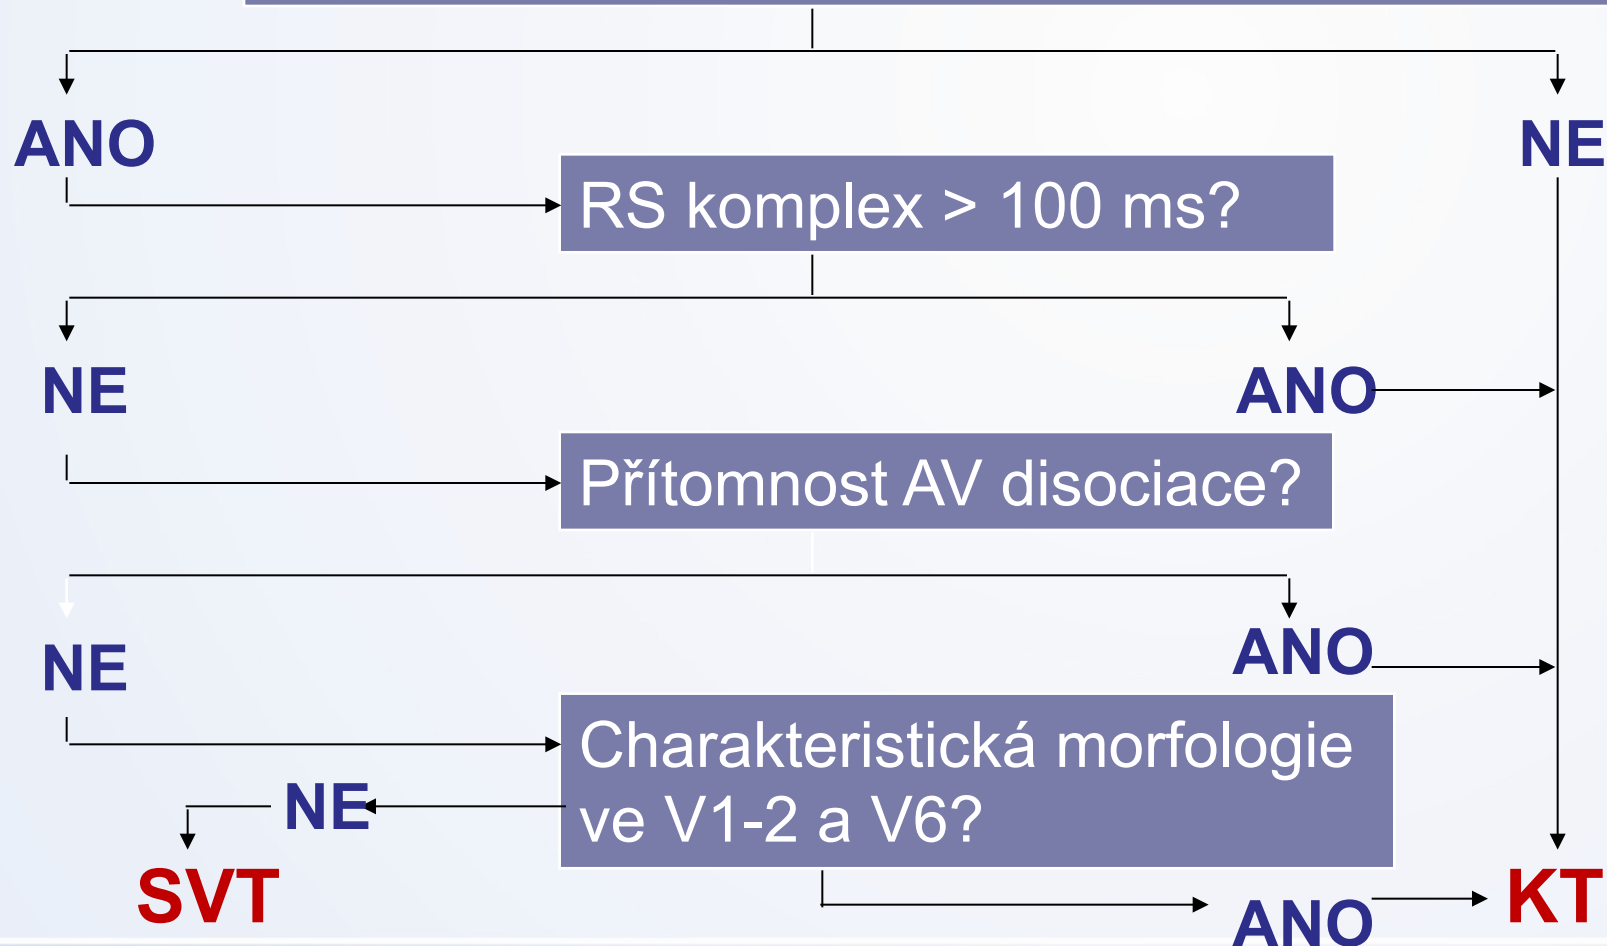 ANO
NE
RS komplex > 100 ms?
NE
ANO
Přítomnost AV disociace?
NE
ANO
Charakteristická morfologie
ve V1-2 a V6?
NE
SVT
ANO
KT